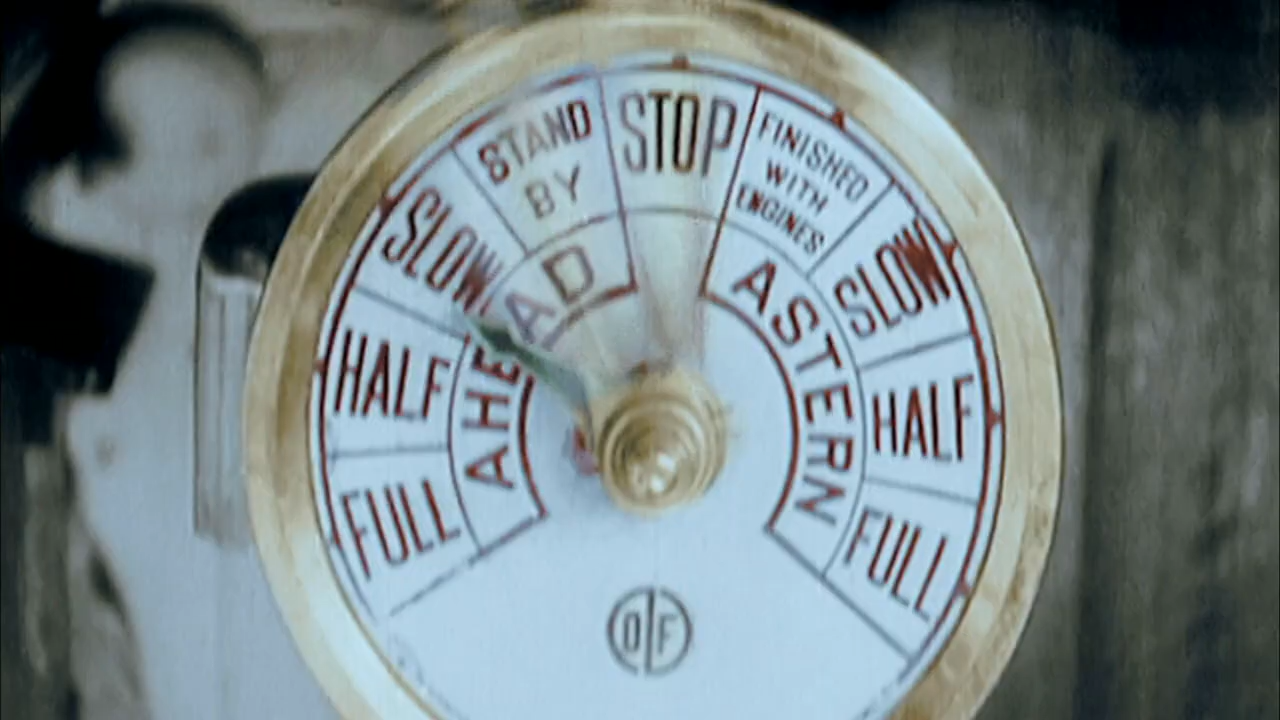 STOP
STAND
BY
SLOW
HALF
FULL
AHEAD
FINISHED
WITH
ENGINES
SLOW
HALF
FULL
ASTERN